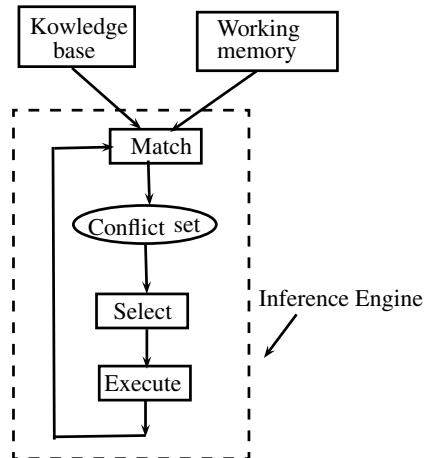 Kowledge
base
Working
memory
Match
Conflict set
Select
Inference Engine
Execute